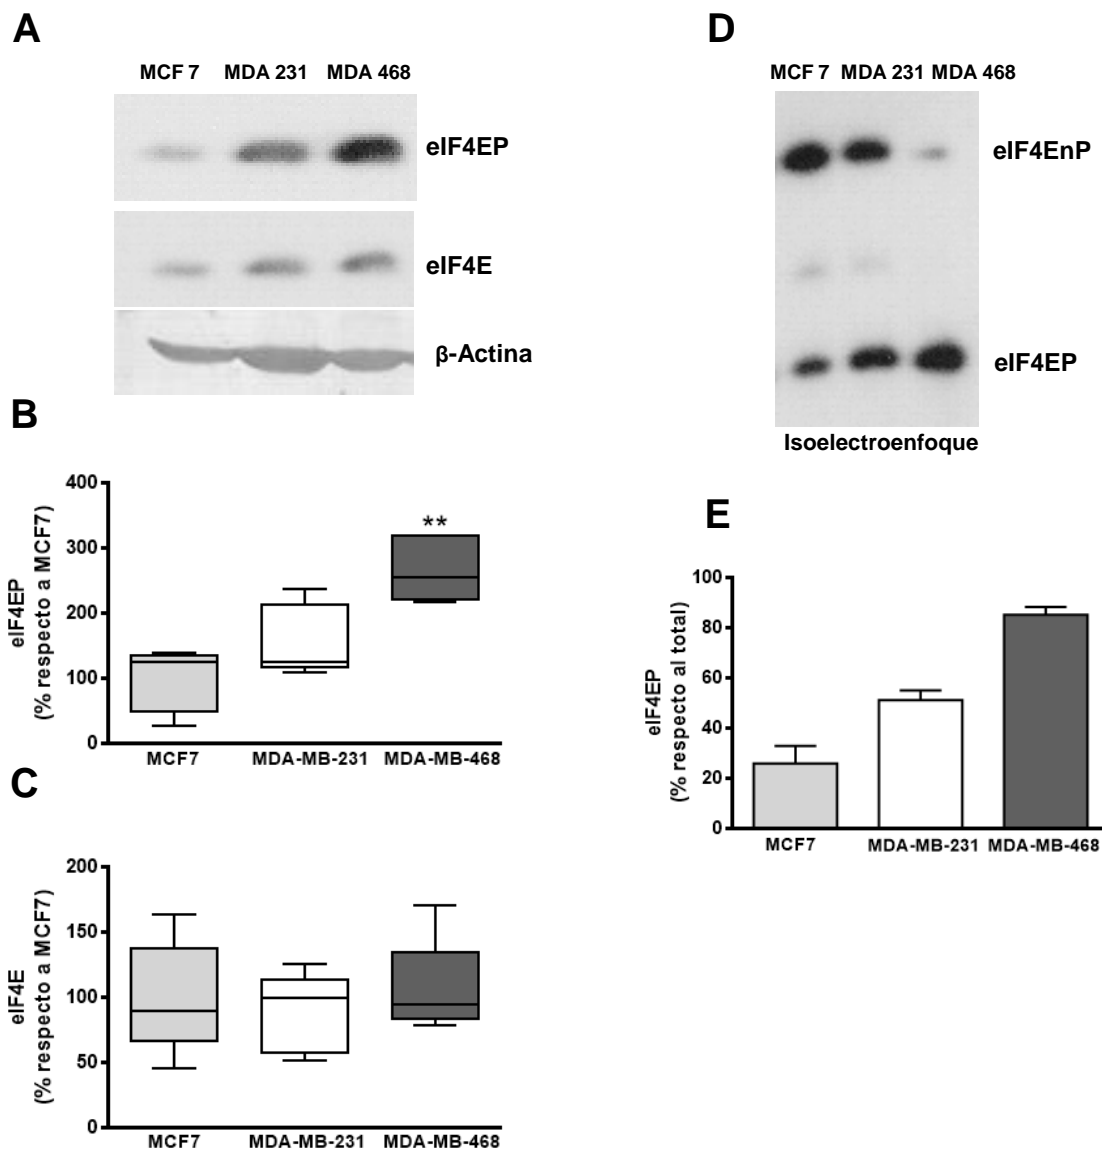 A
MCF 7 MDA 231 MDA 468
eIF4EP
eIF4E
β-Actina
B
eIF4EP
(% respecto a MCF7)
400
300
200
100
0
**
MCF7 MDA-MB-231 MDA-MB-468
C
eIF4E
(% respecto a MCF7)
200
150
100
50
0
MCF7 MDA-MB-231 MDA-MB-468
D
MCF 7 MDA 231 MDA 468
eIF4EnP
eIF4EP
Isoelectroenfoque
E
eIF4EP
(% respecto al total)
100
80
60
40
20
0
MCF7 MDA-MB-231 MDA-MB-468